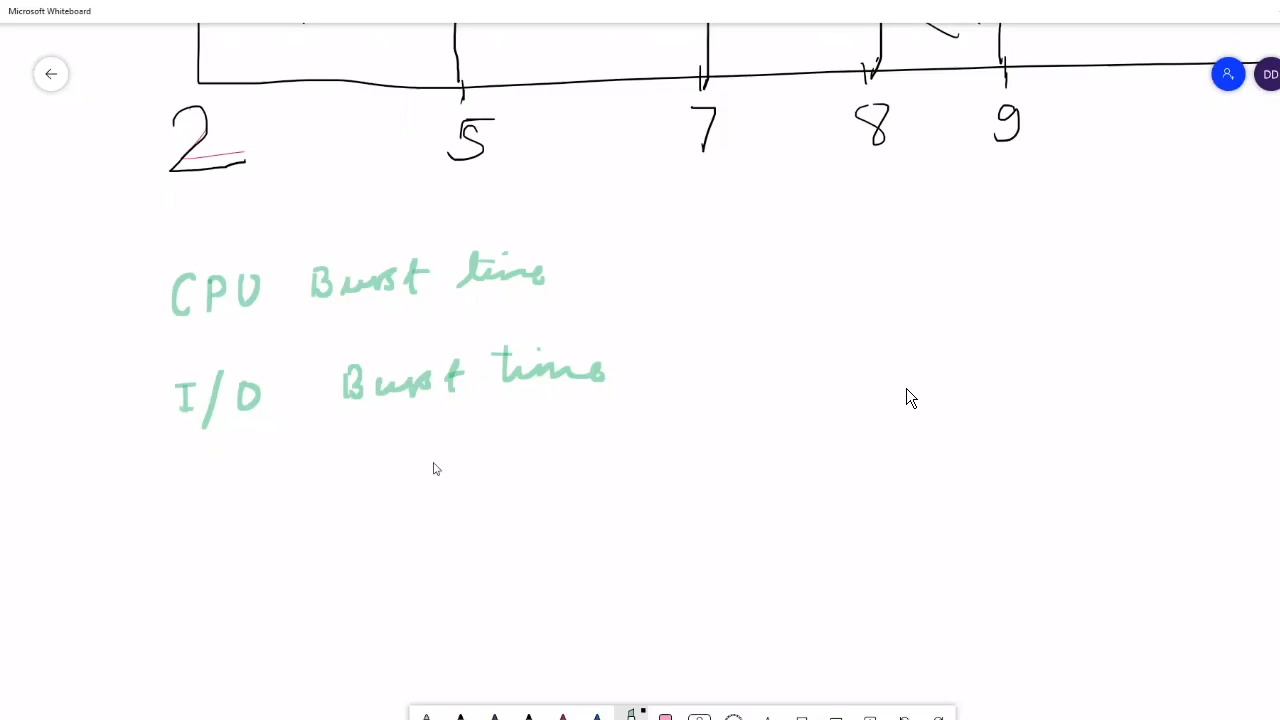 Microsoft Whiteboard
DD
2 5 7 8 9
CPU Burst time
I/O Burst time